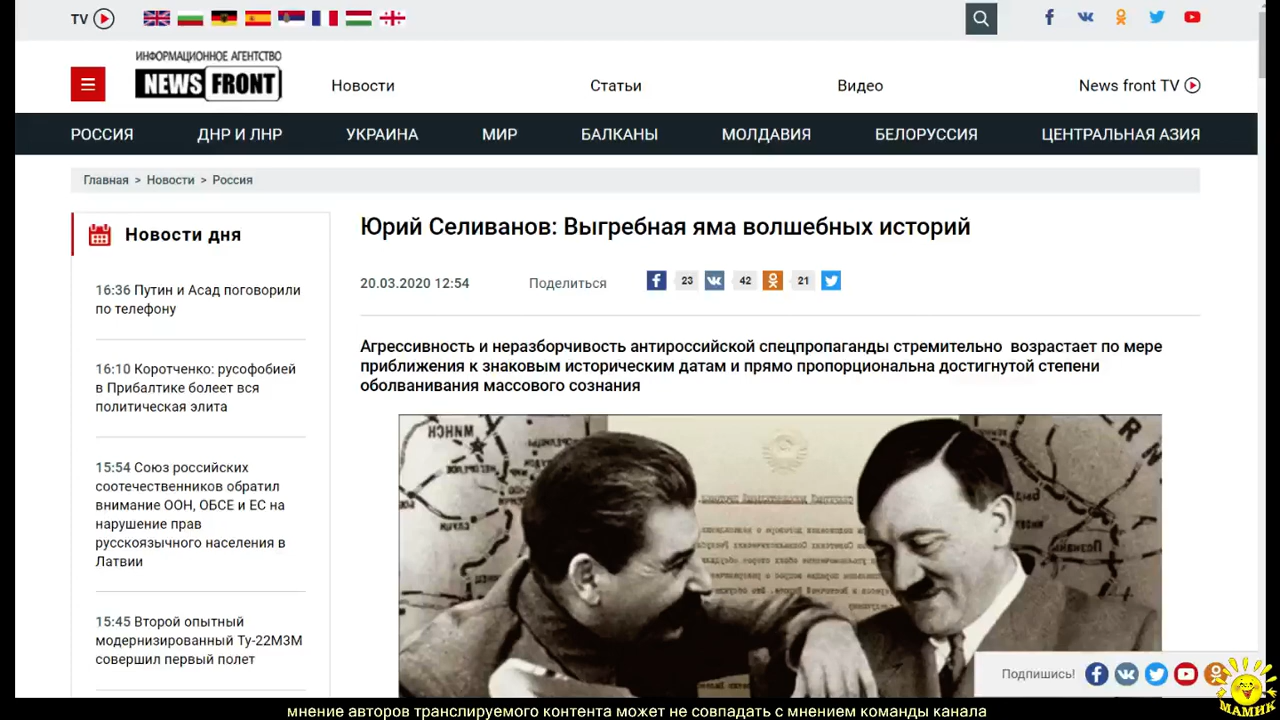 TV
ИНФОРМАЦИОННОЕ АГЕНТСТВО
NEWS FRONT
Новости
Статьи
Видео
News front TV
РОССИЯ
ДНР И ЛНР
УКРАИНА
МИР
БАЛКАНЫ
МОЛДАВИЯ
БЕЛОРУССИЯ
ЦЕНТРАЛЬНАЯ АЗИЯ
Главная > Новости > Россия
Новости дня
16:36 Путин и Асад поговорили
по телефону
16:10 Коротченко: русофобией
в Прибалтике болеет вся
политическая элита
15:54 Союз российских
соотечественников обратил
внимание ООН, ОБСЕ и ЕС на
нарушение прав
русскоязычного населения в
Латвии
15:45 Второй опытный
модернизированный Ту-22М3М
совершил первый полет
Юрий Селиванов: Выгребная яма волшебных историй
20.03.2020 12:54
Поделиться
23
42
21
Агрессивность и неразборчивость антироссийской спецпропаганды стремительно возрастает по мере
приближения к знаковым историческим датам и прямо пропорциональна достигнутой степени
оболванивания массового сознания
МИНСК
Подпишись!
МАМИК
мнение авторов транслируемого контента может не совпадать с мнением команды канала